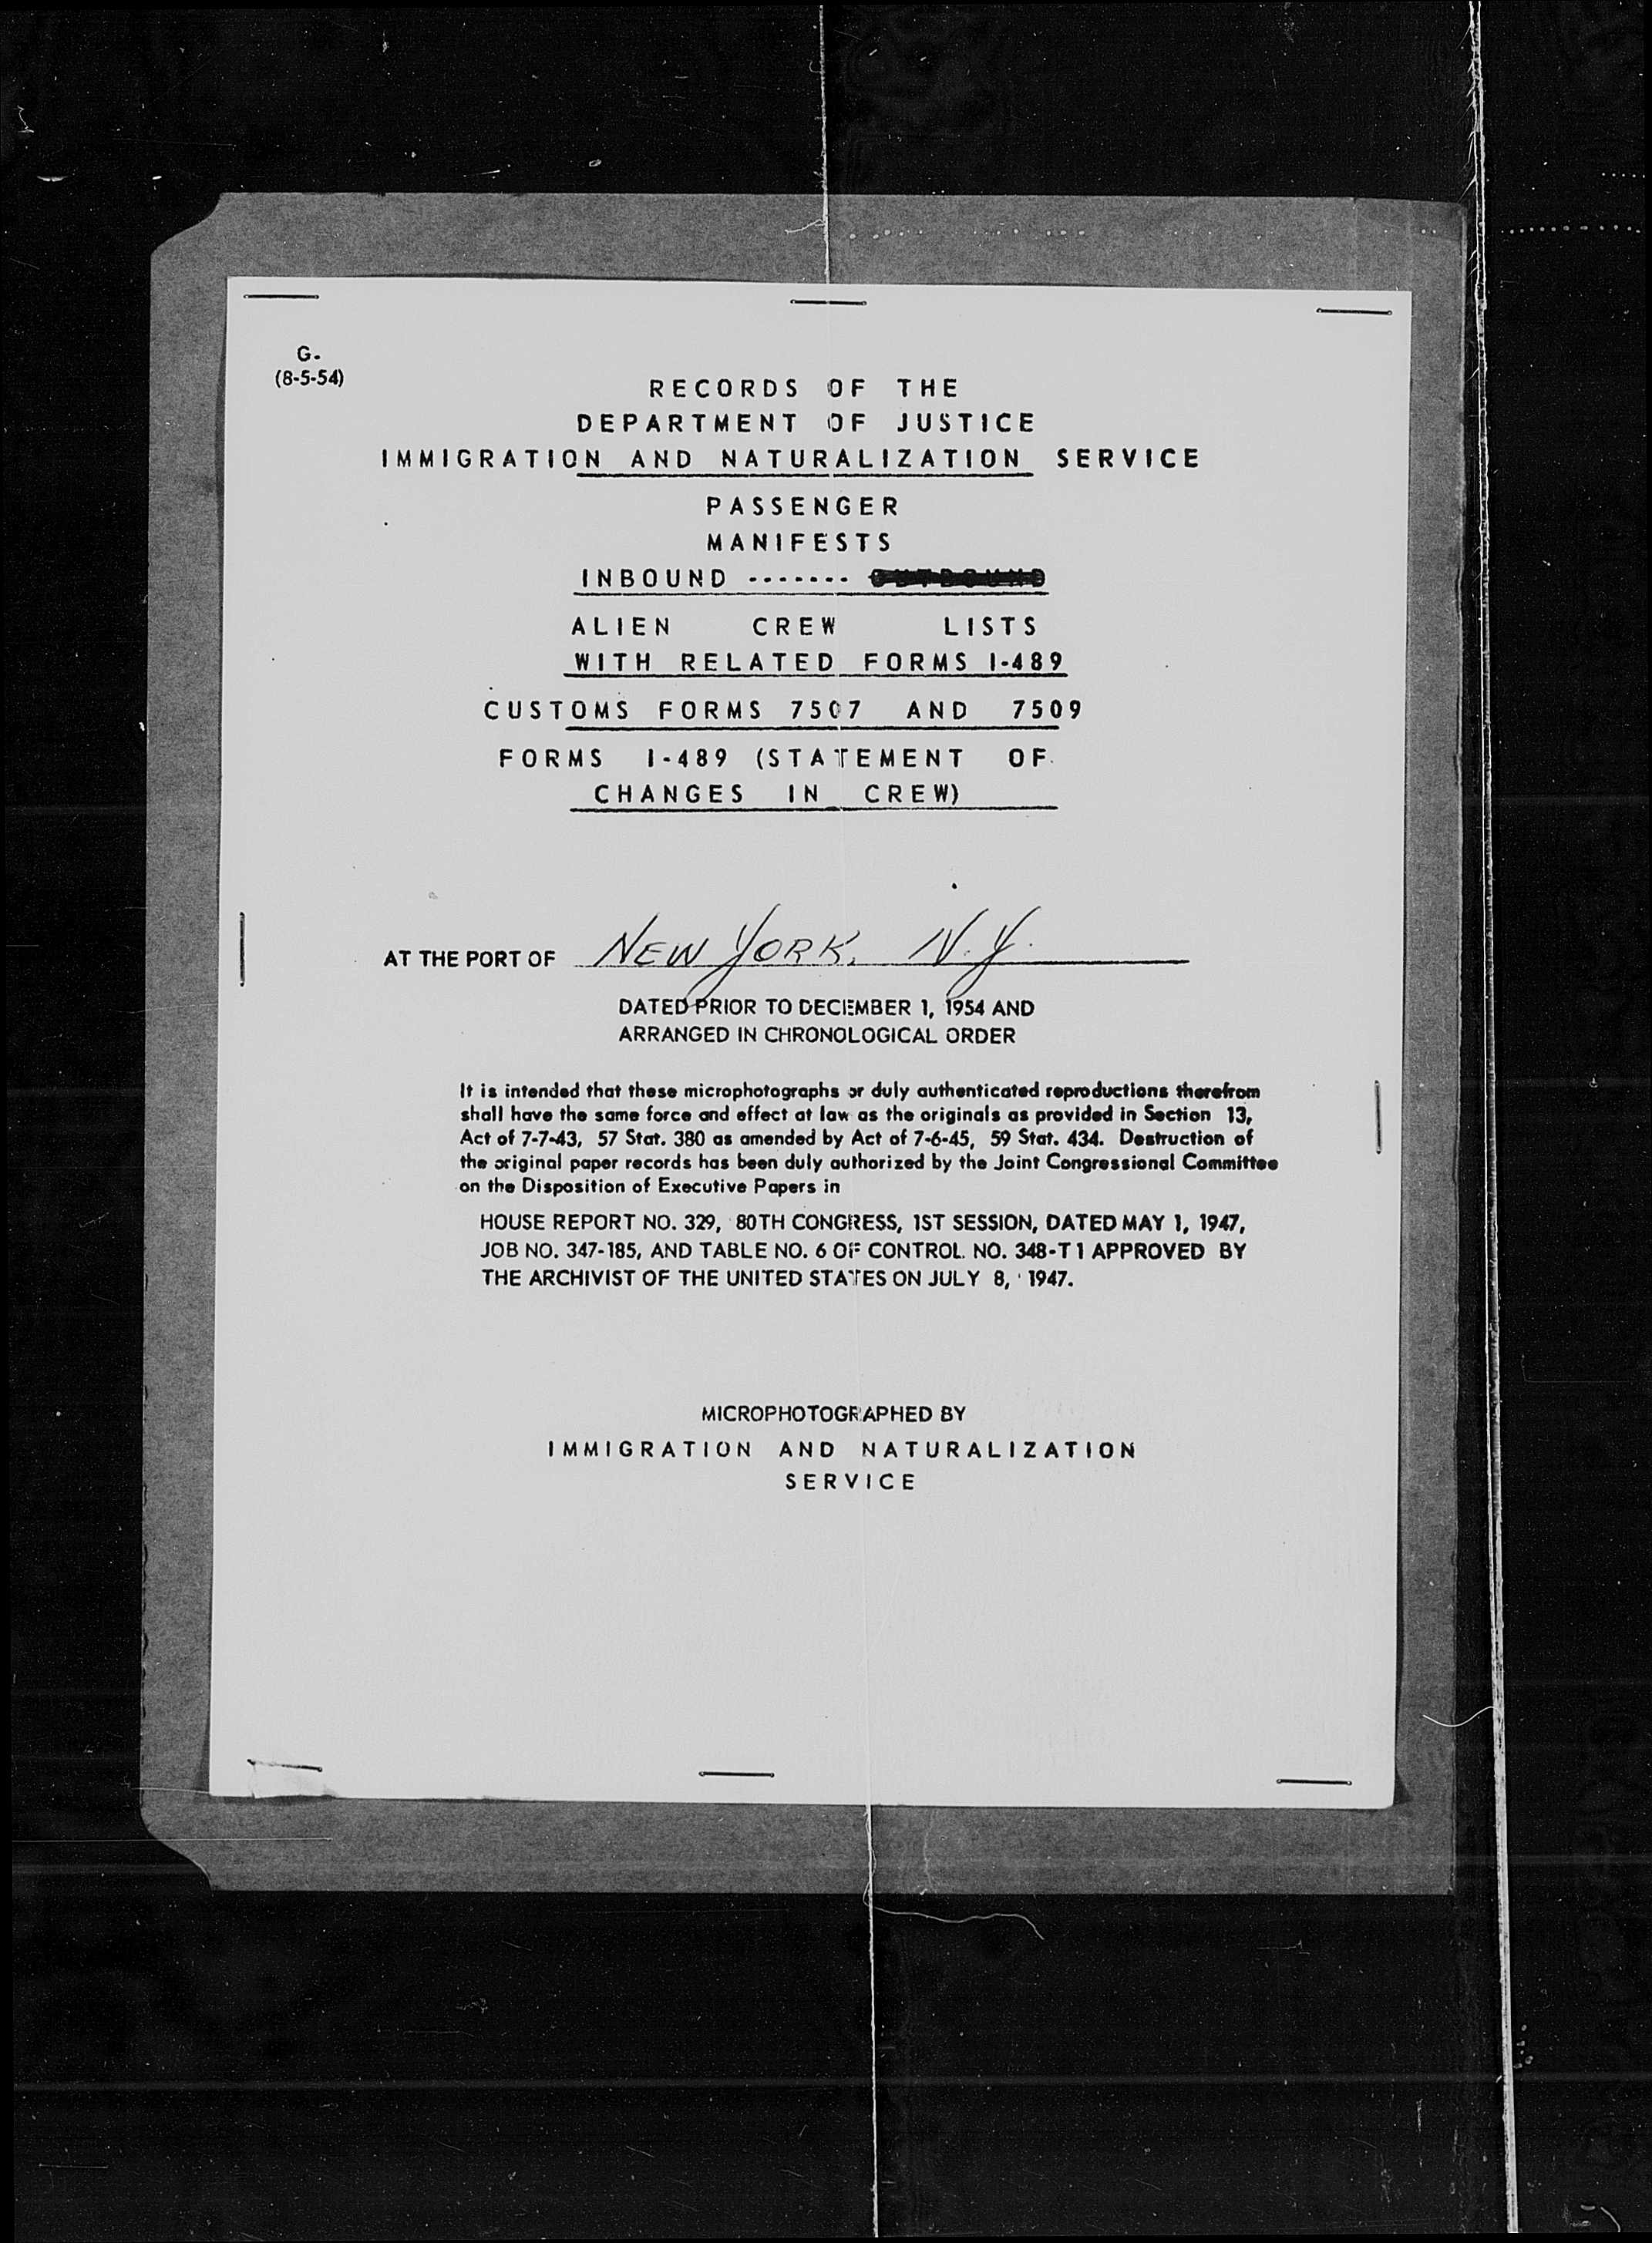 G-
(8-5-54)
RECORDS OF THE
DEPARTMENT OF JUSTICE
IMMIGRATION AND NATURALIZATION SERVICE
PASSENGER
MANIFESTS
INBOUND ------- OUTBOUND
ALIEN CREW LISTS
WITH RELATED FORMS I-489
CUSTOMS FORMS 7507 AND 7509
FORMS I-489 (STATEMENT OF
CHANGES IN CREW)
AT THE PORT OF NEW YORK, N.Y.
DATED PRIOR TO DECEMBER 1, 1954 AND
ARRANGED IN CHRONOLOGICAL ORDER
It is intended that these microphotographs or duly authenticated reproductions therefrom
shall have the same force and effect at law as the originals as provided in Section 13,
Act of 7-7-43, 57 Stat. 380 as amended by Act of 7-6-45, 59 Stat. 434. Destruction of
the original paper records has been duly authorized by the Joint Congressional Committee
on the Disposition of Executive Papers in
HOUSE REPORT NO. 329, 80TH CONGRESS, 1ST SESSION, DATED MAY 1, 1947,
JOB NO. 347-185, AND TABLE NO. 6 OF CONTROL NO. 348-T1 APPROVED BY
THE ARCHIVIST OF THE UNITED STATES ON JULY 8, 1947.
MICROPHOTOGRAPHED BY
IMMIGRATION AND NATURALIZATION
SERVICE